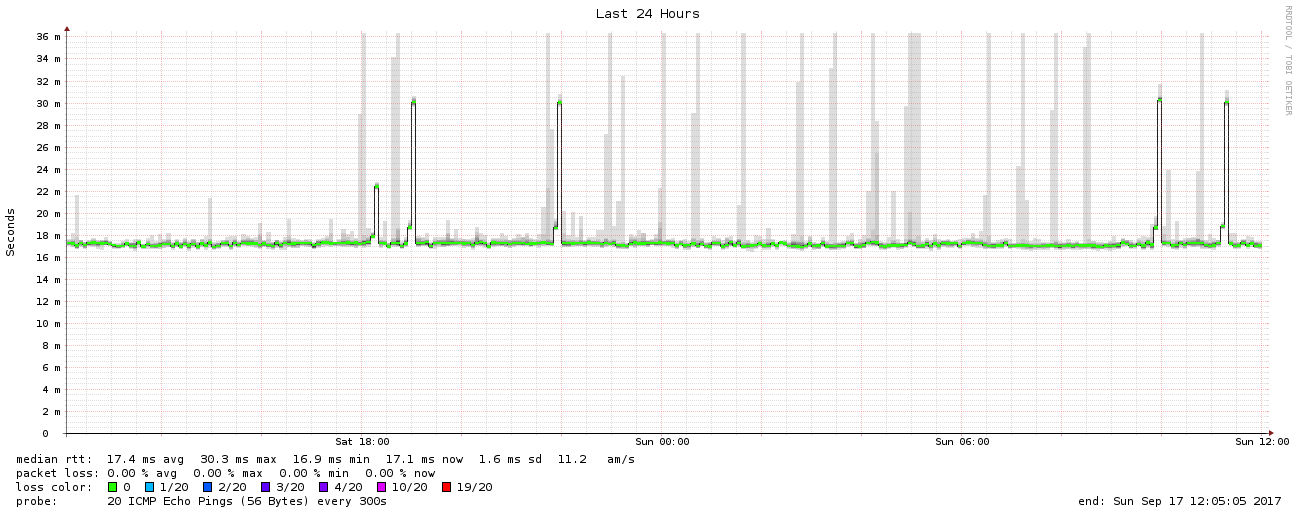 Last 24 Hours
RRDTOOL / TOBI OETIKER
Seconds
36 m
34 m
32 m
30 m
28 m
26 m
24 m
22 m
20 m
18 m
16 m
14 m
12 m
10 m
8 m
6 m
4 m
2 m
0
Sat 18:00 Sun 00:00 Sun 06:00 Sun 12:00
median rtt: 17.4 ms avg 30.3 ms max 16.9 ms min 17.1 ms now 1.6 ms sd 11.2 am/s
packet loss: 0.00 % avg 0.00 % max 0.00 % min 0.00 % now
loss color: 0 1/20 2/20 3/20 4/20 10/20 19/20
probe: 20 ICMP Echo Pings (56 Bytes) every 300s end: Sun Sep 17 12:05:05 2017